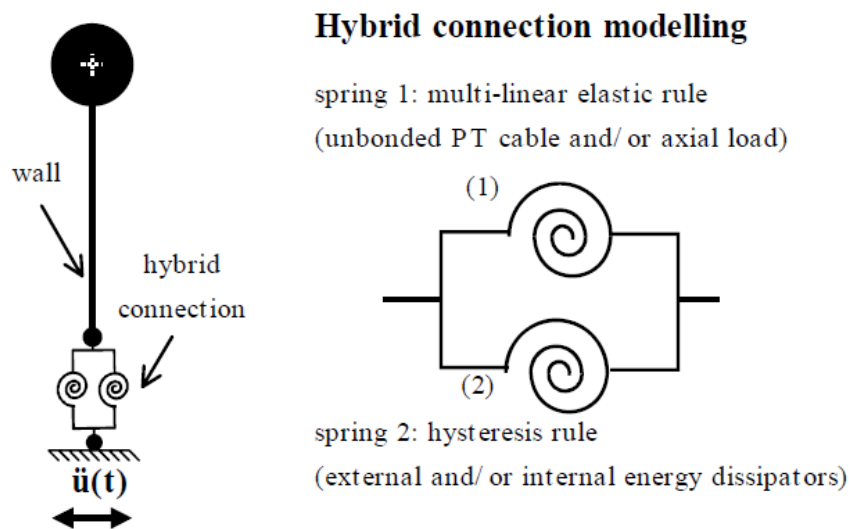 Hybrid connection modelling
spring 1: multi-linear elastic rule
(unbonded PT cable and/ or axial load)
wall
(1)
hybrid
connection
(2)
spring 2: hysteresis rule
(external and/ or internal energy dissipators)
ü(t)